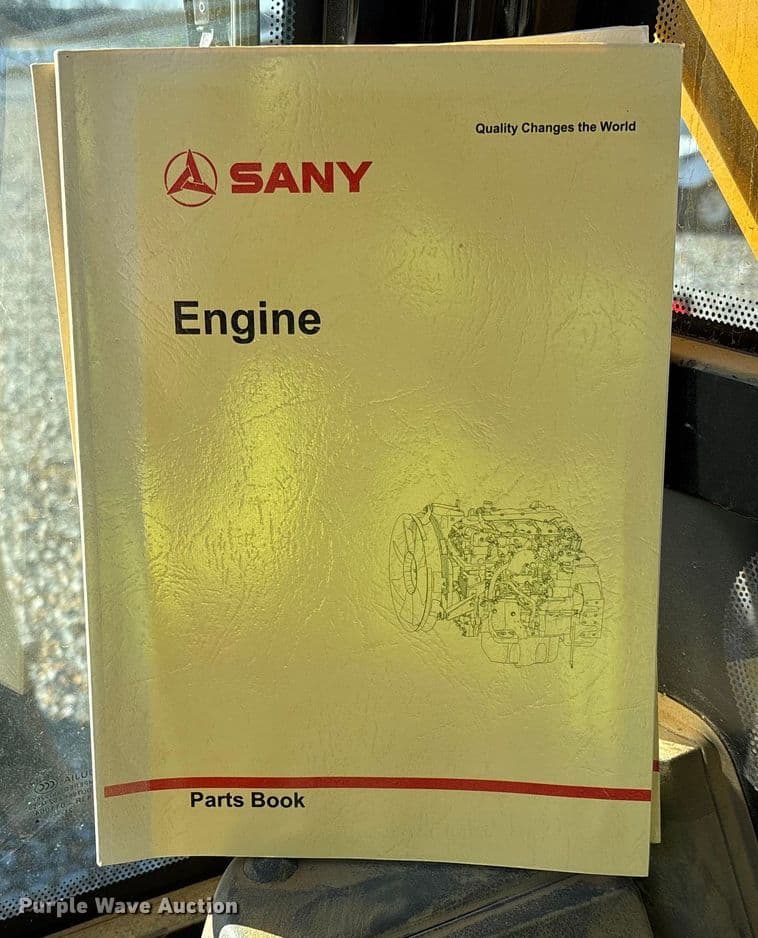 Quality Changes the World
SANY
Engine
Parts Book
Purple Wave Auction